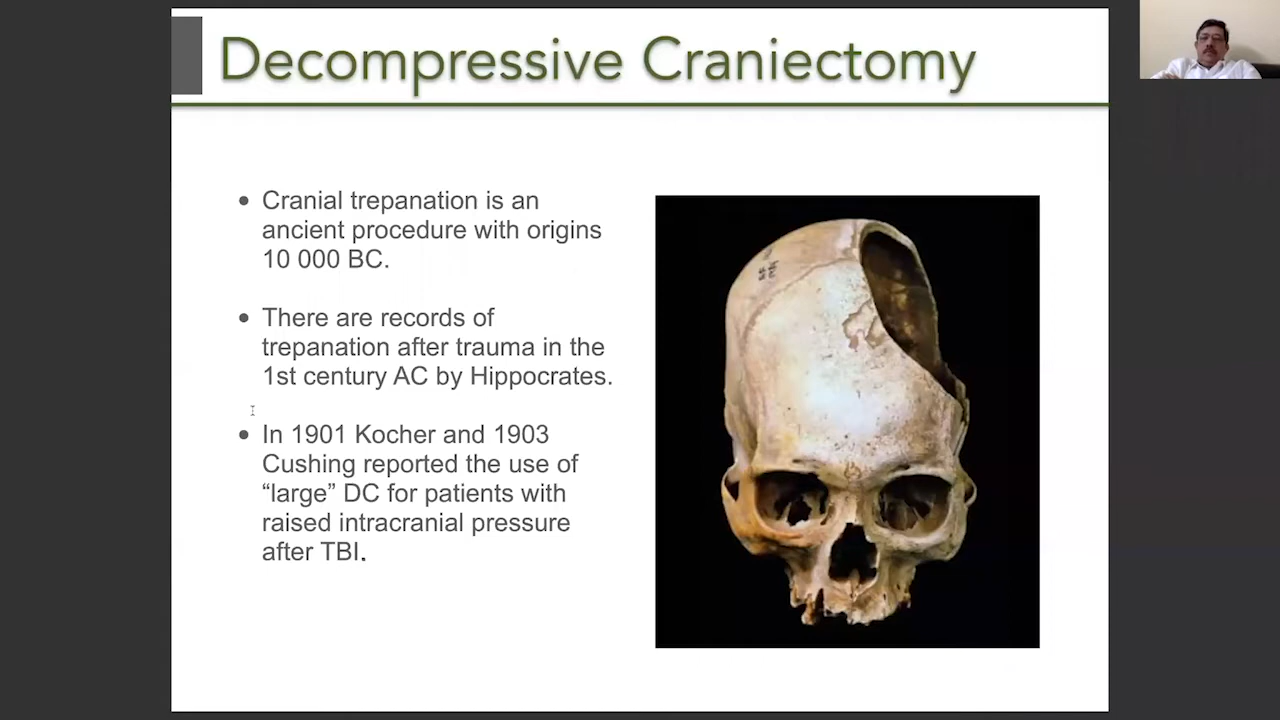 Decompressive Craniectomy
• Cranial trepanation is an
ancient procedure with origins
10 000 BC.
• There are records of
trepanation after trauma in the
1st century AC by Hippocrates.
• In 1901 Kocher and 1903
Cushing reported the use of
“large” DC for patients with
raised intracranial pressure
after TBI.